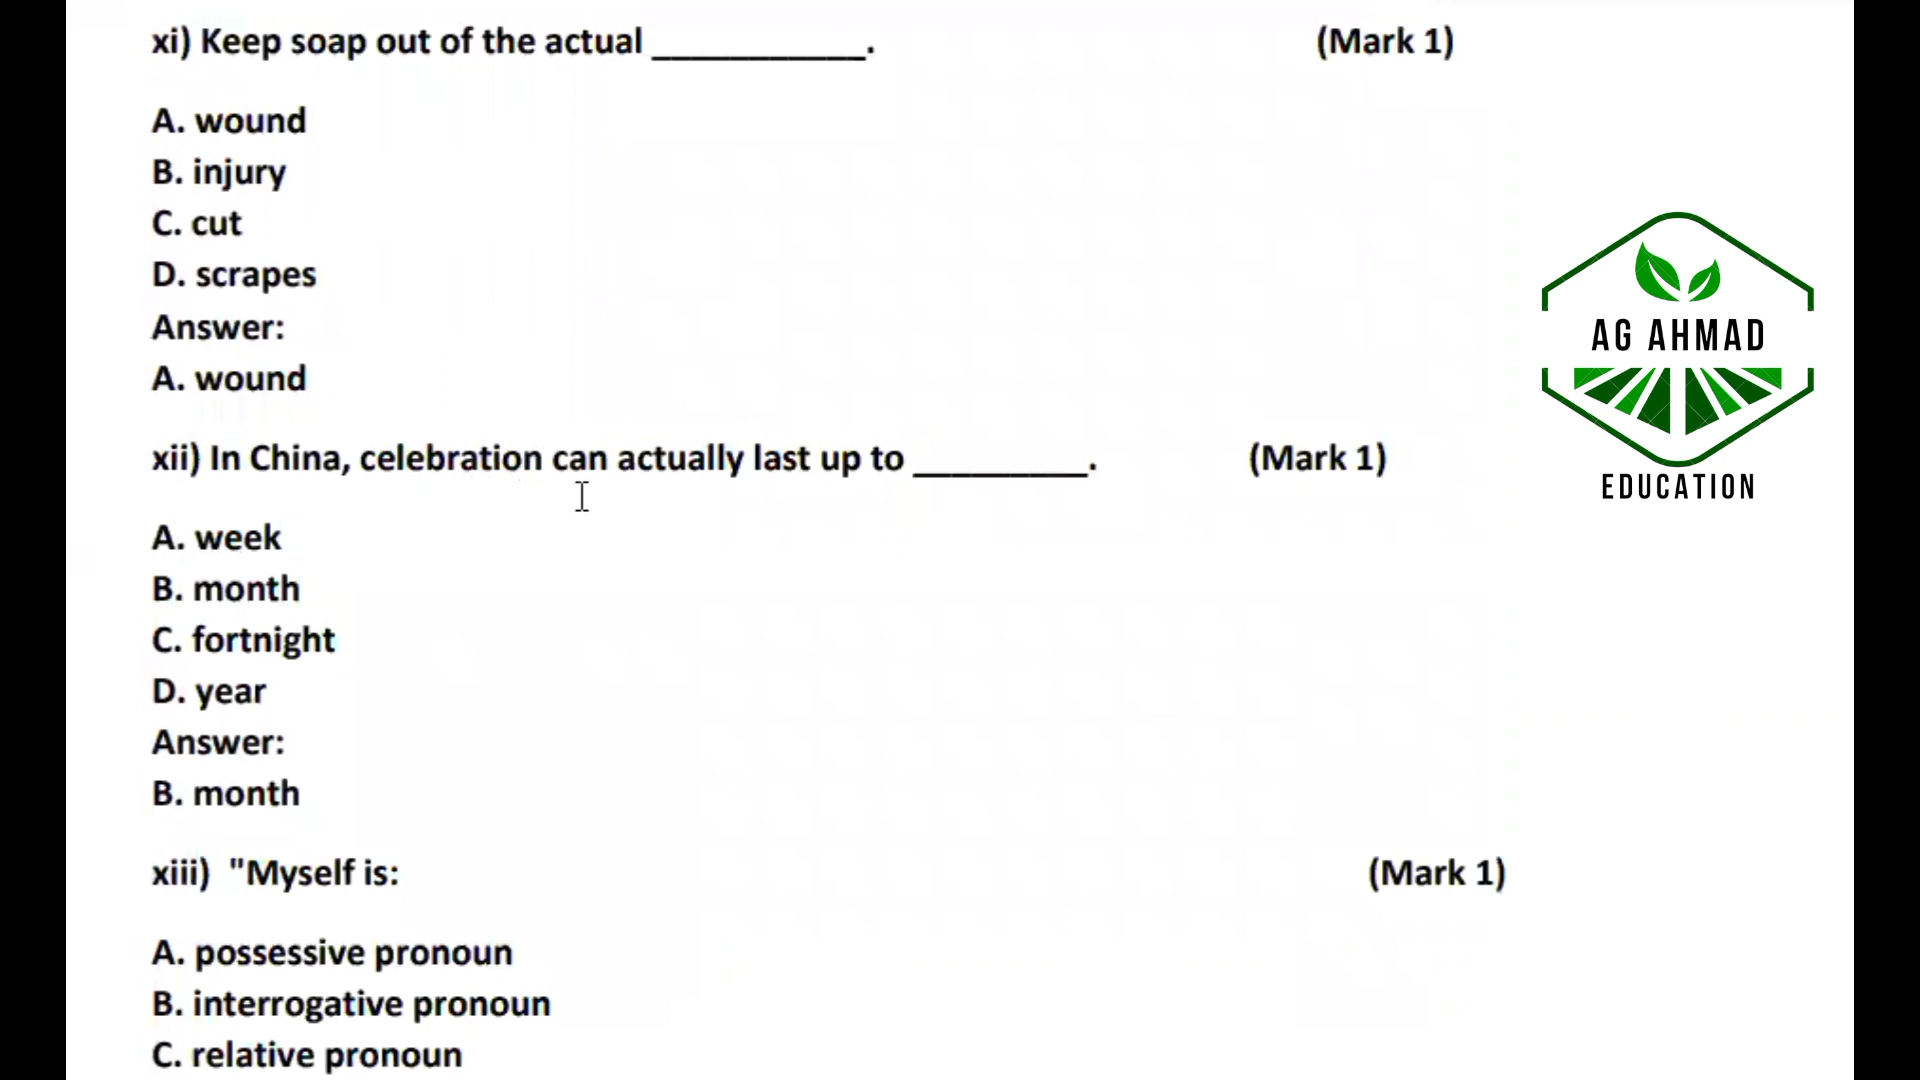 xi) Keep soap out of the actual ___________. (Mark 1)
A. wound
B. injury
C. cut
D. scrapes
Answer:
A. wound
AG AHMAD
EDUCATION
xii) In China, celebration can actually last up to _________. (Mark 1)
A. week
B. month
C. fortnight
D. year
Answer:
B. month
xiii) "Myself is: (Mark 1)
A. possessive pronoun
B. interrogative pronoun
C. relative pronoun